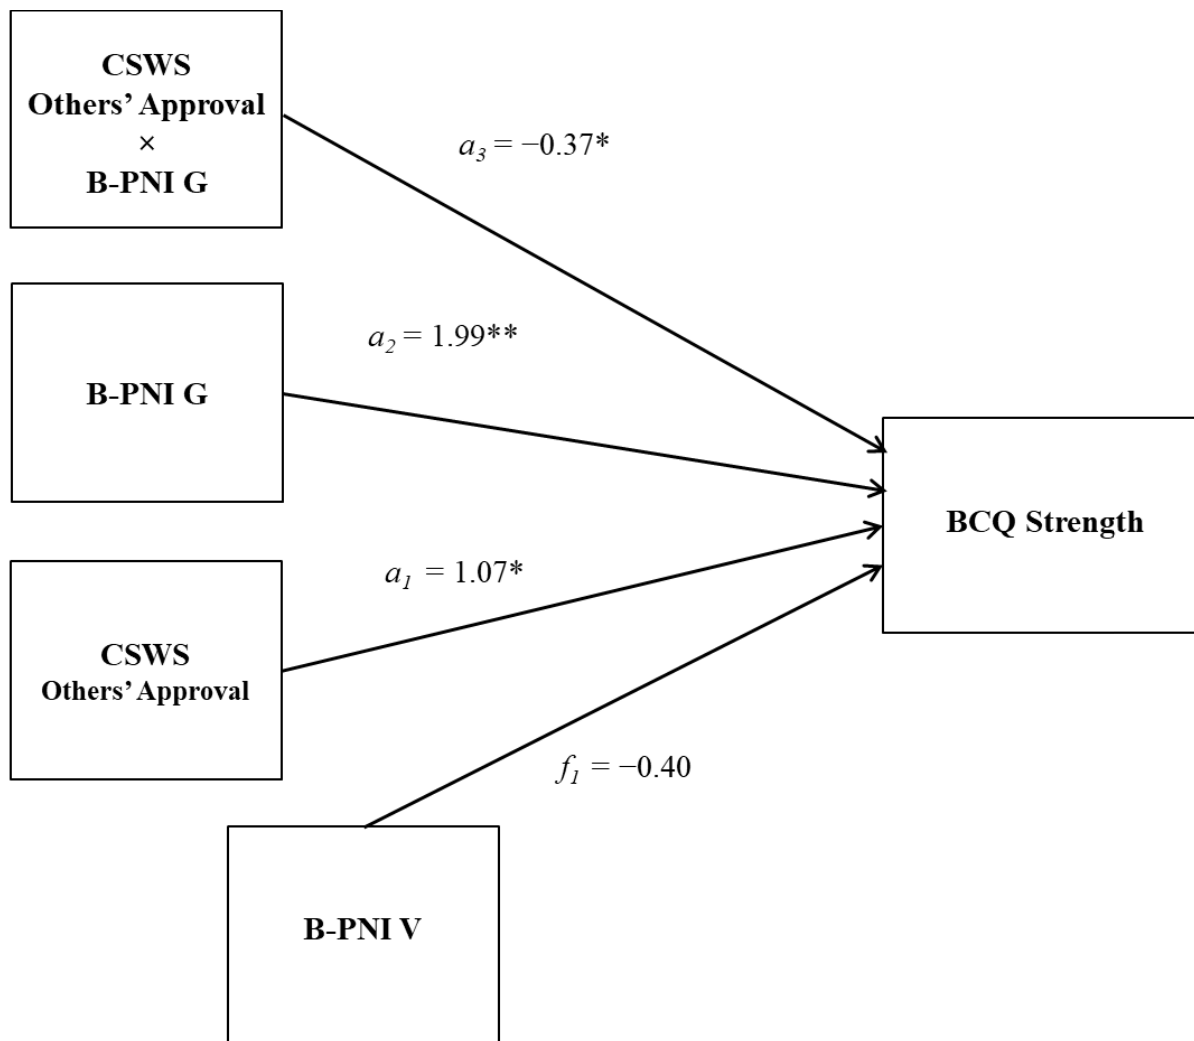 CSWS
Others’ Approval
×
B-PNI G
a3 = −0.37*
B-PNI G
a2 = 1.99**
CSWS
Others’ Approval
a1 = 1.07*
BCQ Strength
f1 = −0.40
B-PNI V